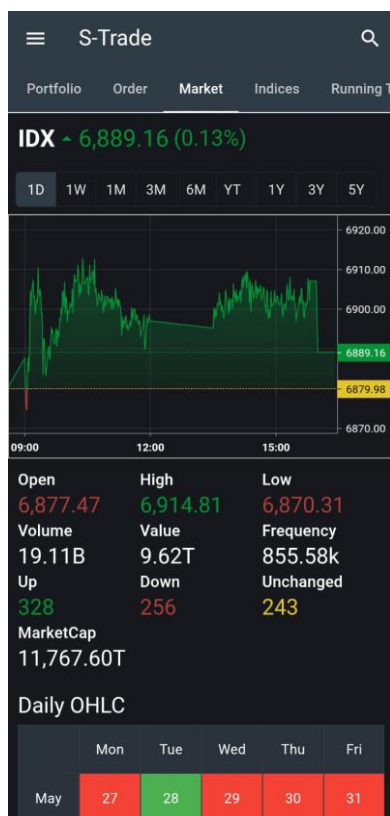 S-Trade
Portfolio Order Market Indices Running T
IDX 6,889.16 (0.13%)
1D 1W 1M 3M 6M YT 1Y 3Y 5Y
6920.00
6910.00
6900.00
6889.16
6879.98
6870.00
09:00 12:00 15:00
Open High Low
6,877.47 6,914.81 6,870.31
Volume Value Frequency
19.11B 9.62T 855.58k
Up Down Unchanged
328 256 243
MarketCap
11,767.60T
Daily OHLC
Mon Tue Wed Thu Fri
May 27 28 29 30 31